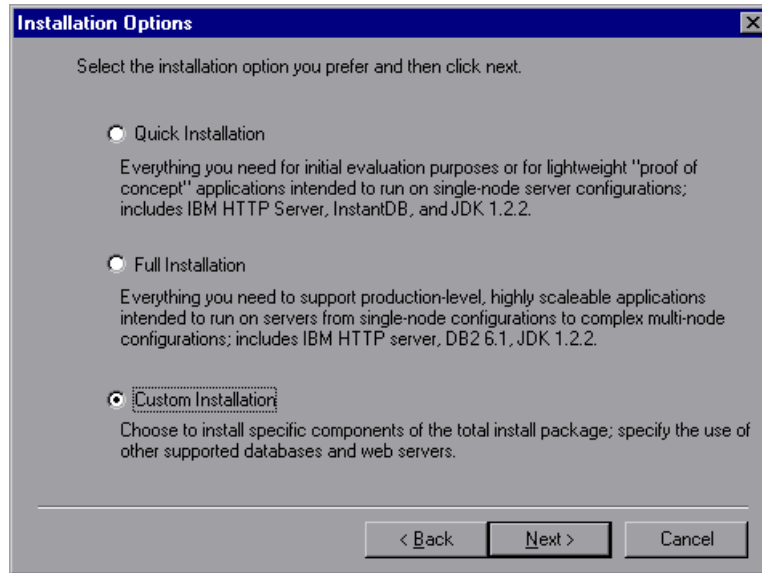 Installation Options
Select the installation option you prefer and then click next.
Quick Installation
Everything you need for initial evaluation purposes or for lightweight "proof of
concept" applications intended to run on single-node server configurations;
includes IBM HTTP Server, InstantDB, and JDK 1.2.2.
Full Installation
Everything you need to support production-level, highly scaleable applications
intended to run on servers from single-node configurations to complex multi-node
configurations; includes IBM HTTP server, DB2 6.1, JDK 1.2.2.
Custom Installation
Choose to install specific components of the total install package; specify the use of
other supported databases and web servers.
< Back
Next >
Cancel